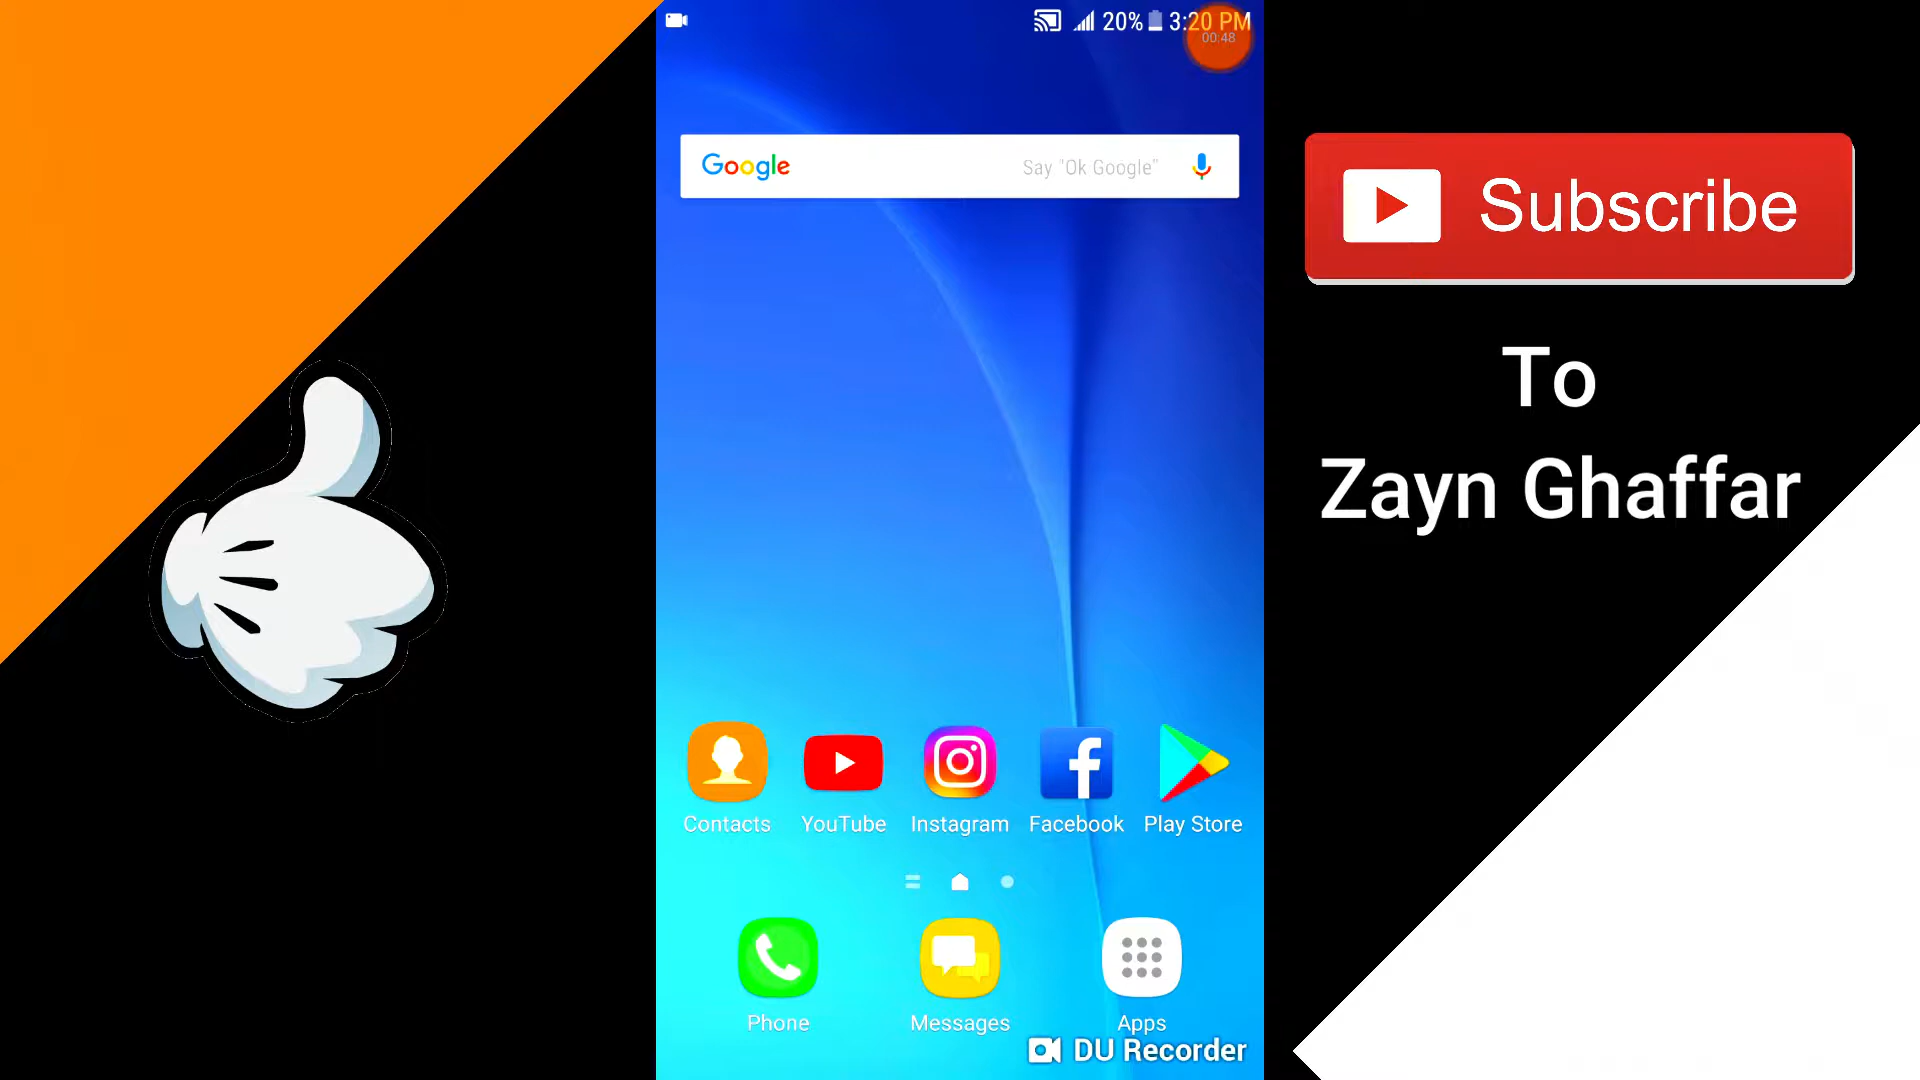 20% 3:20 PM
00:48
Google Say "Ok Google"
Subscribe
To
Zayn Ghaffar
Contacts YouTube Instagram Facebook Play Store
Phone Messages Apps
DU Recorder